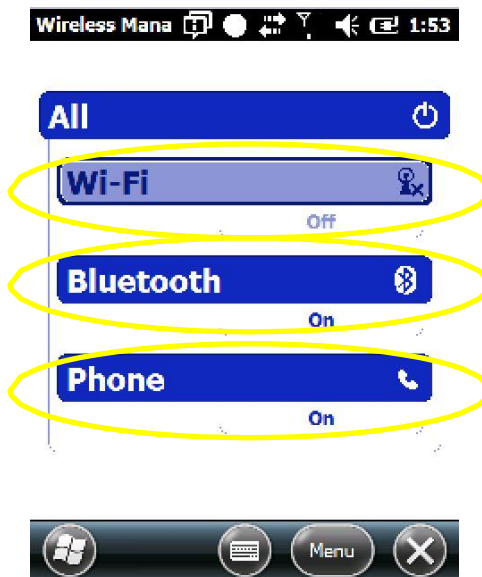 Wireless Mana 1:53
All
Wi-Fi
Off
Bluetooth
On
Phone
On
Menu